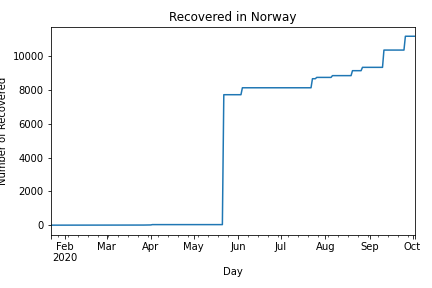 Recovered in Norway
Number of Recovered
10000
8000
6000
4000
2000
0
Feb Mar Apr May Jun Jul Aug Sep Oct
2020
Day